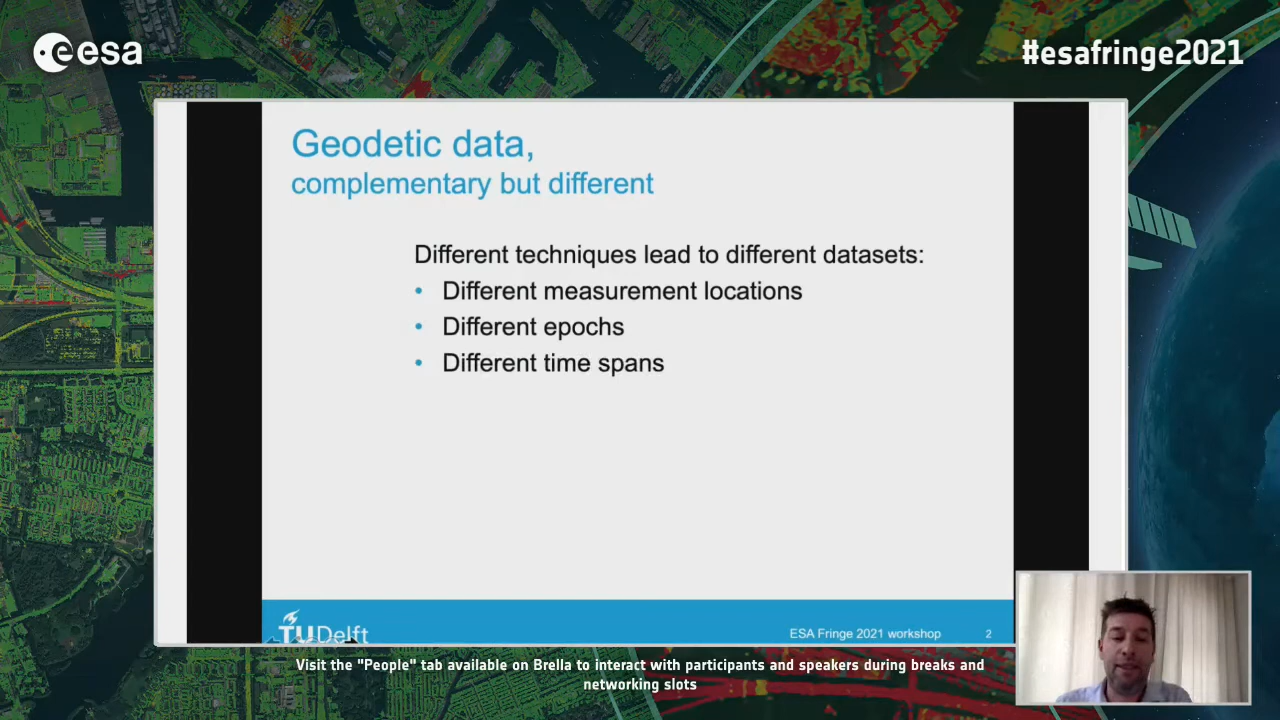 esa
#esafringe2021
Geodetic data,
complementary but different
Different techniques lead to different datasets:
• Different measurement locations
• Different epochs
• Different time spans
TUDelft
ESA Fringe 2021 workshop
2
Visit the "People" tab available on Brella to interact with participants and speakers during breaks and
networking slots